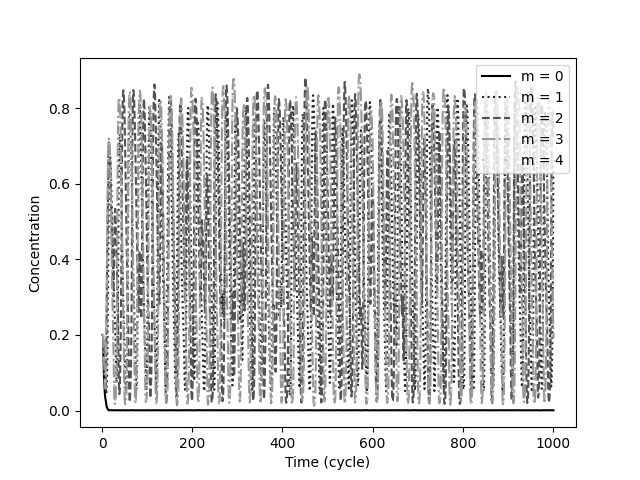 m = 0
m = 1
m = 2
m = 3
m = 4
0.8
0.6
0.4
0.2
0.0
Concentration
0 200 400 600 800 1000
Time (cycle)